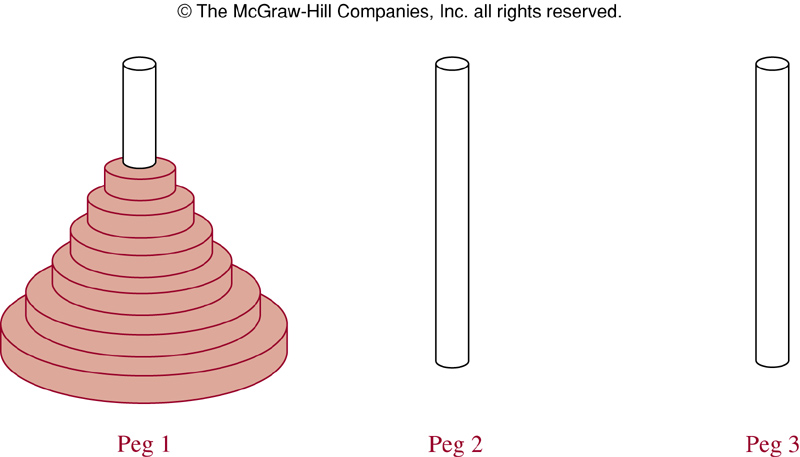 © The McGraw-Hill Companies, Inc. all rights reserved.
Peg 1 Peg 2 Peg 3